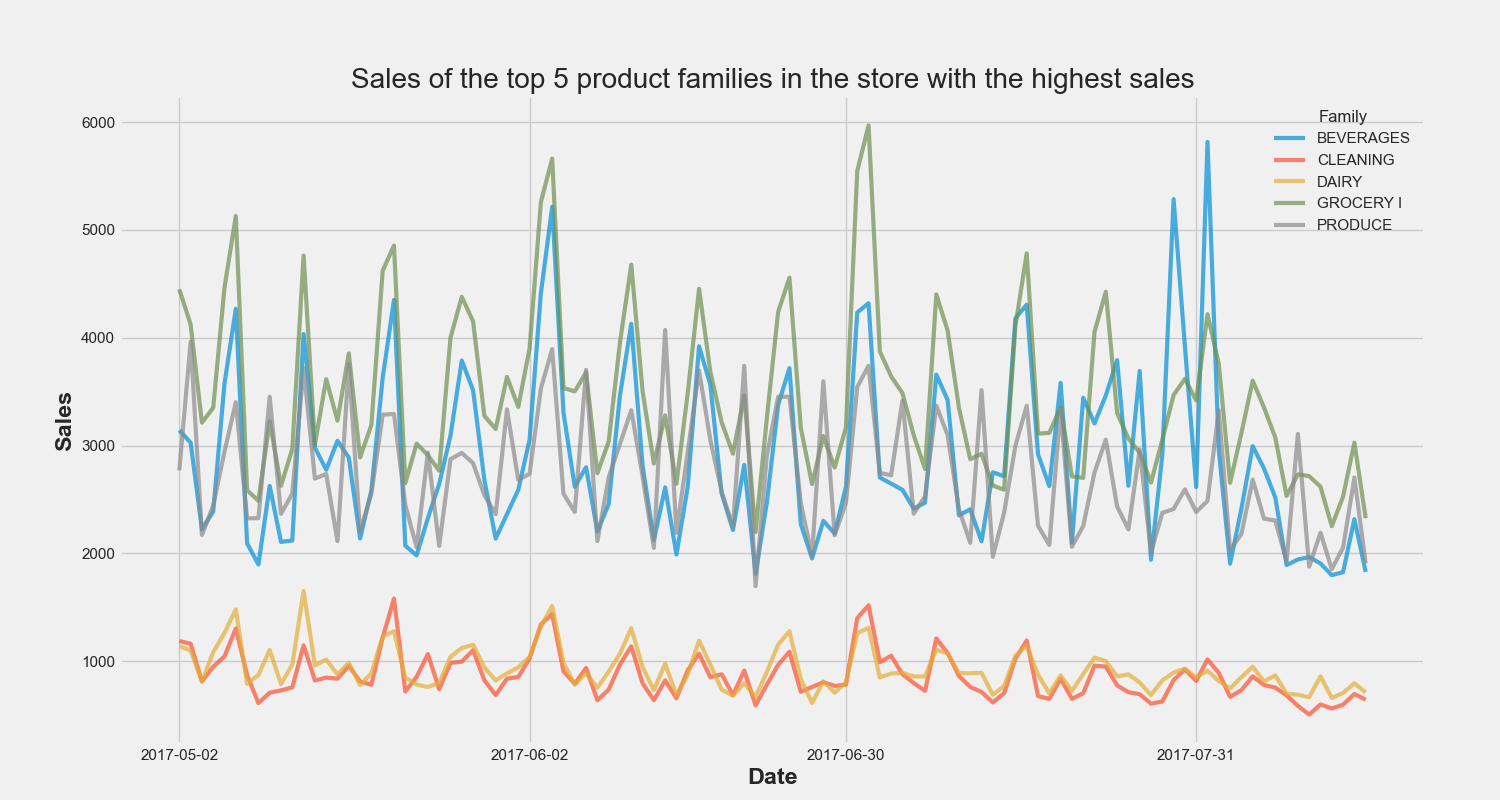 Sales of the top 5 product families in the store with the highest sales
Family
BEVERAGES
CLEANING
DAIRY
GROCERY I
PRODUCE
Sales
6000
5000
4000
3000
2000
1000
2017-05-02
2017-06-02
2017-06-30
2017-07-31
Date